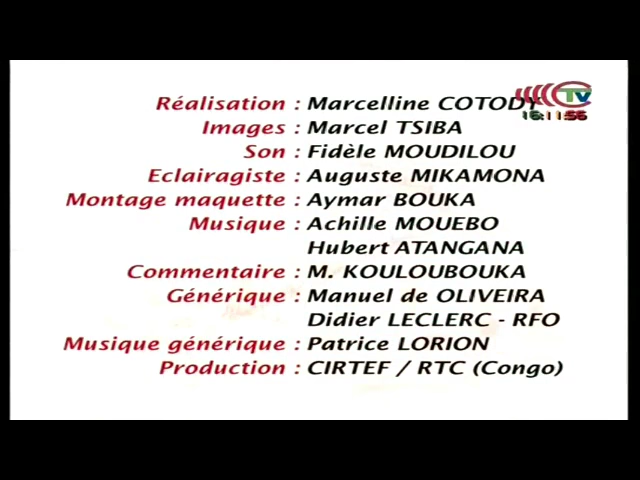 Réalisation : Marcelline COTODY
TV
16:11:56
Images : Marcel TSIBA
Son : Fidèle MOUDILOU
Eclairagiste : Auguste MIKAMONA
Montage maquette : Aymar BOUKA
Musique : Achille MOUEBO
Hubert ATANGANA
Commentaire : M. KOULOUBOUKA
Générique : Manuel de OLIVEIRA
Didier LECLERC - RFO
Musique générique : Patrice LORION
Production : CIRTEF / RTC (Congo)